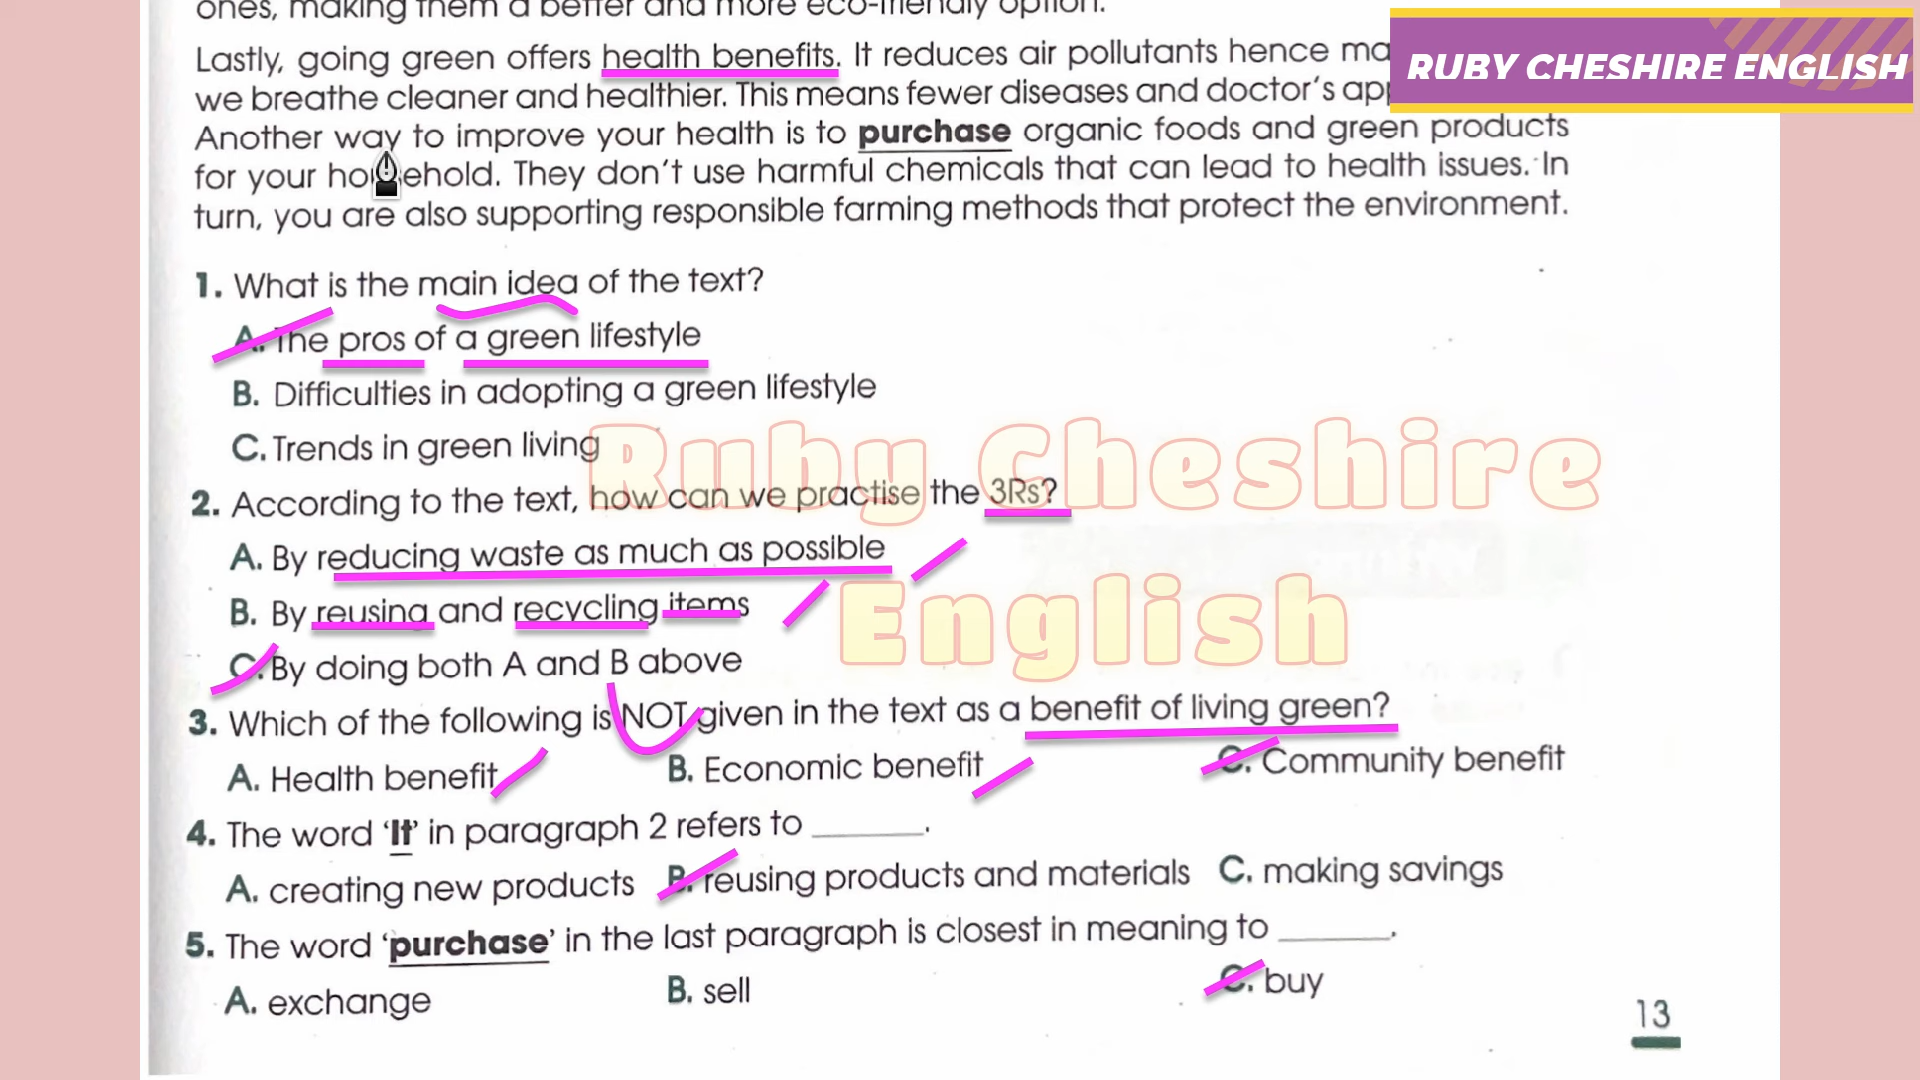 ones, making them a better and more eco-friendly option.
RUBY CHESHIRE ENGLISH
Lastly, going green offers health benefits. It reduces air pollutants hence
we breathe cleaner and healthier. This means fewer diseases and doctor's
Another way to improve your health is to purchase organic foods and green products
for your household. They don't use harmful chemicals that can lead to health issues. In
turn, you are also supporting responsible farming methods that protect the environment.
1. What is the main idea of the text?
A. The pros of a green lifestyle
B. Difficulties in adopting a green lifestyle
C. Trends in green living
Ruby Cheshire
English
2. According to the text, how can we practise the 3Rs?
A. By reducing waste as much as possible
B. By reusing and recycling items
C. By doing both A and B above
3. Which of the following is NOT given in the text as a benefit of living green?
A. Health benefit B. Economic benefit C. Community benefit
4. The word 'It' in paragraph 2 refers to ______.
A. creating new products B. reusing products and materials C. making savings
5. The word 'purchase' in the last paragraph is closest in meaning to ______.
A. exchange B. sell C. buy
13